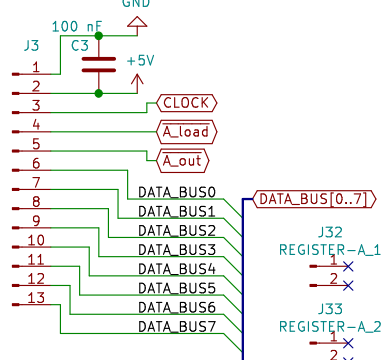 GND
100 nF
J3
C3
+5V
1
2
3
4
5
6
7
8
9
10
11
12
13
CLOCK
A_load
A_out
DATA_BUS0
DATA_BUS1
DATA_BUS2
DATA_BUS3
DATA_BUS4
DATA_BUS5
DATA_BUS6
DATA_BUS7
DATA_BUS[0..7]
J32
REGISTER-A_1
1
2
J33
REGISTER-A_2
1
2